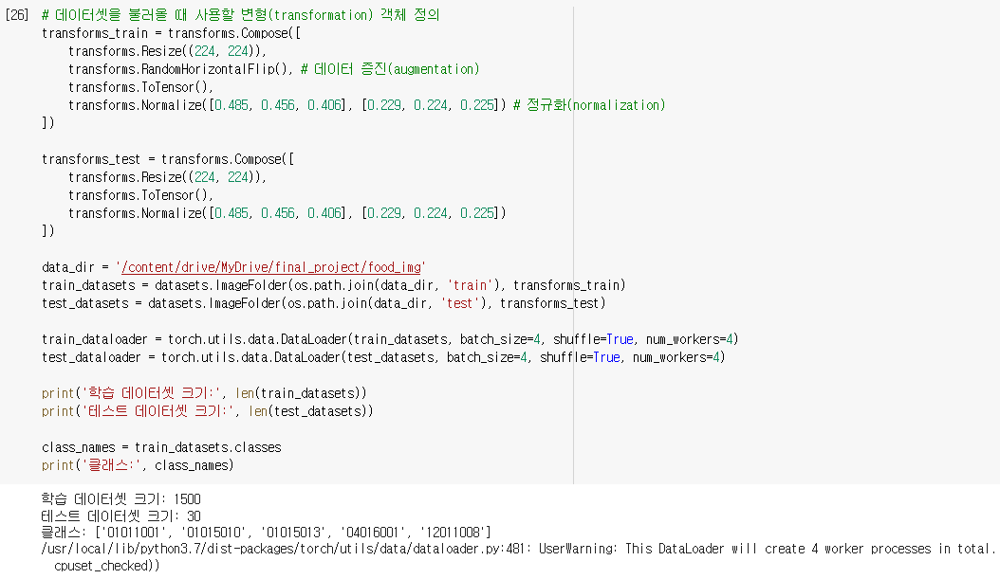 [26] # 데이터셋을 불러올 때 사용할 변형(transformation) 객체 정의
transforms_train = transforms.Compose([
    transforms.Resize((224, 224)),
    transforms.RandomHorizontalFlip(), # 데이터 증진(augmentation)
    transforms.ToTensor(),
    transforms.Normalize([0.485, 0.456, 0.406], [0.229, 0.224, 0.225]) # 정규화(normalization)
])
transforms_test = transforms.Compose([
    transforms.Resize((224, 224)),
    transforms.ToTensor(),
    transforms.Normalize([0.485, 0.456, 0.406], [0.229, 0.224, 0.225])
])
data_dir = '/content/drive/MyDrive/final_project/food_img'
train_datasets = datasets.ImageFolder(os.path.join(data_dir, 'train'), transforms_train)
test_datasets = datasets.ImageFolder(os.path.join(data_dir, 'test'), transforms_test)
train_dataloader = torch.utils.data.DataLoader(train_datasets, batch_size=4, shuffle=True, num_workers=4)
test_dataloader = torch.utils.data.DataLoader(test_datasets, batch_size=4, shuffle=True, num_workers=4)
print('학습 데이터셋 크기:', len(train_datasets))
print('테스트 데이터셋 크기:', len(test_datasets))
class_names = train_datasets.classes
print('클래스:', class_names)
학습 데이터셋 크기: 1500
테스트 데이터셋 크기: 30
클래스: ['01011001', '01015010', '01015013', '04016001', '12011008']
/usr/local/lib/python3.7/dist-packages/torch/utils/data/dataloader.py:481: UserWarning: This DataLoader will create 4 worker processes in total.
  cpuset_checked))